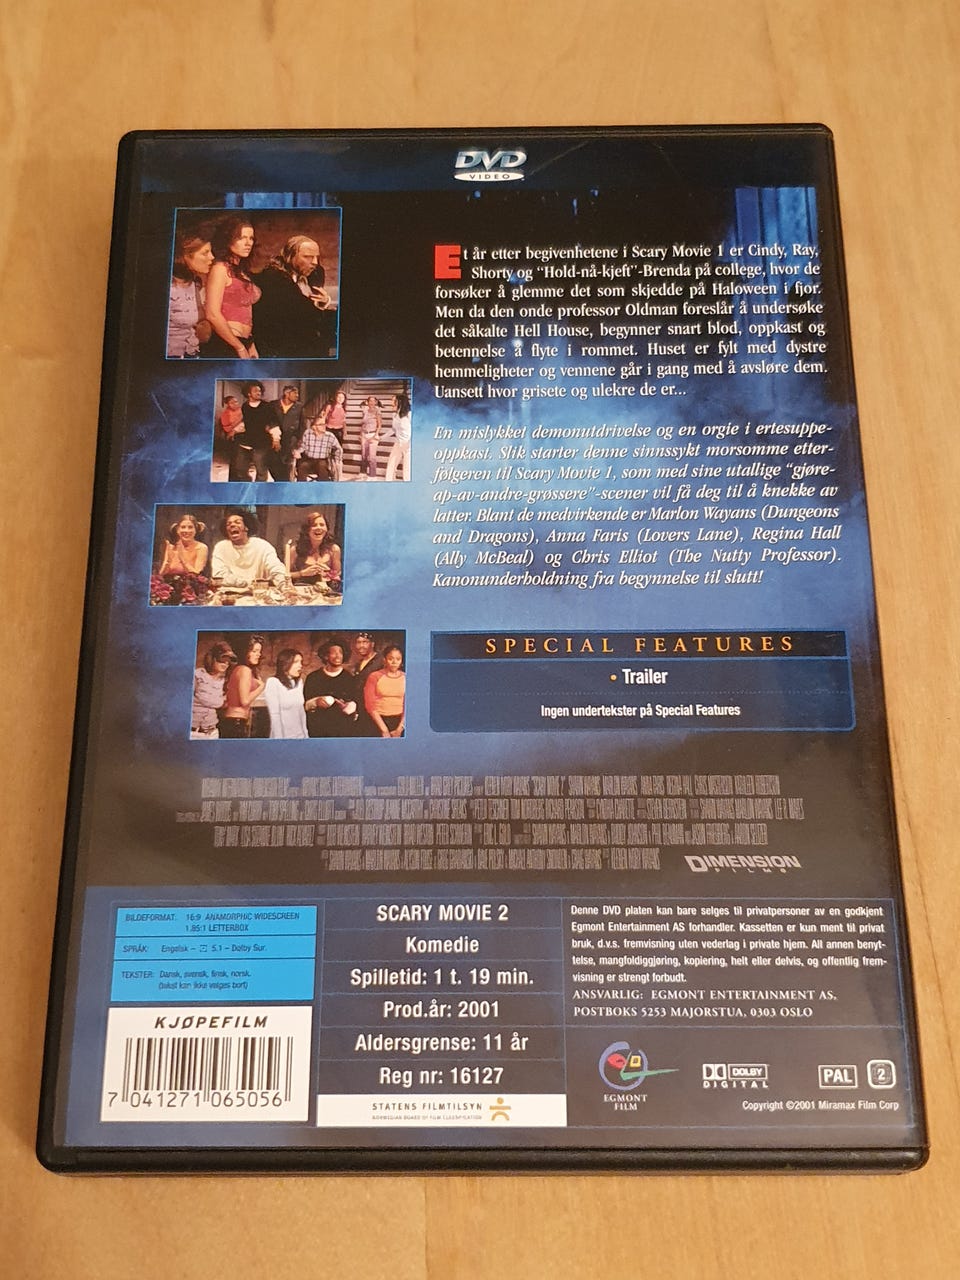 DVD
VIDEO
Et år etter begivenhetene i Scary Movie 1 er Cindy, Ray,
Shorty og "Hold-nå-kjeft"-Brenda på college, hvor de
forsøker å glemme det som skjedde på Haloween i fjor.
Men da den onde professor Oldman foreslår å undersøke
det såkalte Hell House, begynner snart blod, oppkast og
betennelse å flyte i rommet. Huset er fylt med dystre
hemmeligheter og vennene går i gang med å avsløre dem.
Uansett hvor grisete og ulekre de er...
En mislykket demonutdrivelse og en orgie i ertesuppe-
oppkast. Slik starter denne sinnssykt morsomme etter-
følgeren til Scary Movie 1, som med sine utallige "gjøre-
ap-av-andre-grøssere"-scener vil få deg til å knekke av
latter. Blant de medvirkende er Marlon Wayans (Dungeons
and Dragons), Anna Faris (Lovers Lane), Regina Hall
(Ally McBeal) og Chris Elliot (The Nutty Professor).
Kanonunderholdning fra begynnelse til slutt!
SPECIAL FEATURES
• Trailer
Ingen undertekster på Special Features
DIMENSION
FILMS
BILDEFORMAT: 16:9 ANAMORPHIC WIDESCREEN
1.85:1 LETTERBOX
SPRÅK: Engelsk – 5.1 – Dolby Sur.
TEKSTER: Dansk, svensk, finsk, norsk.
(tekst kan ikke velges bort)
KJØPEFILM
7 041271 065056
SCARY MOVIE 2
Komedie
Spilletid: 1 t. 19 min.
Prod.år: 2001
Aldersgrense: 11 år
Reg nr: 16127
STATENS FILMTILSYN
NORWEGIAN BOARD OF FILM CLASSIFICATION
Denne DVD platen kan bare selges til privatpersoner av en godkjent
Egmont Entertainment AS forhandler. Kassetten er kun ment til privat
bruk, d.v.s. fremvisning uten vederlag i private hjem. All annen benyt-
telse, mangfoldiggjøring, kopiering, helt eller delvis, og offentlig frem-
visning er strengt forbudt.
ANSVARLIG: EGMONT ENTERTAINMENT AS,
POSTBOKS 5253 MAJORSTUA, 0303 OSLO
EGMONT
FILM
DOLBY
DIGITAL
PAL
2
Copyright ©2001 Miramax Film Corp